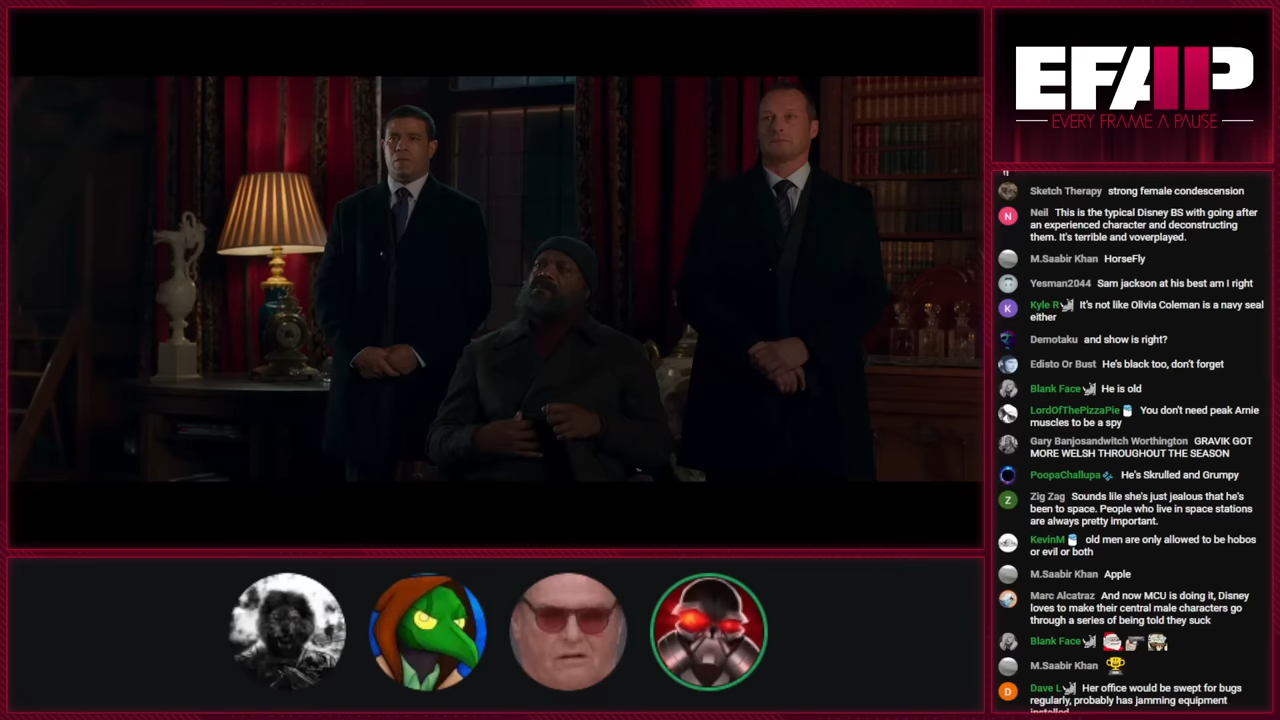 EFAP
EVERY FRAME A PAUSE
Sketch Therapy strong female condescension
N
Neil This is the typical Disney BS with going after
an experienced character and deconstructing
them. It's terrible and voverplayed.
M.Saabir Khan HorseFly
Yesman2044 Sam jackson at his best am I right
K
Kyle R It's not like Olivia Coleman is a navy seal
either
Demotaku and show is right?
Edisto Or Bust He's black too, don't forget
Blank Face He is old
LordOfThePizzaPie You don't need peak Arnie
muscles to be a spy
Gary Banjosandwitch Worthington GRAVIK GOT
MORE WELSH THROUGHOUT THE SEASON
PoopaChallupa He's Skrulled and Grumpy
Z
Zig Zag Sounds lile she's just jealous that he's
been to space. People who live in space stations
are always pretty important.
KevinM old men are only allowed to be hobos
or evil or both
M.Saabir Khan Apple
Marc Alcatraz And now MCU is doing it, Disney
loves to make their central male characters go
through a series of being told they suck
Blank Face
M.Saabir Khan
D
Dave L Her office would be swept for bugs
regularly, probably has jamming equipment
installed